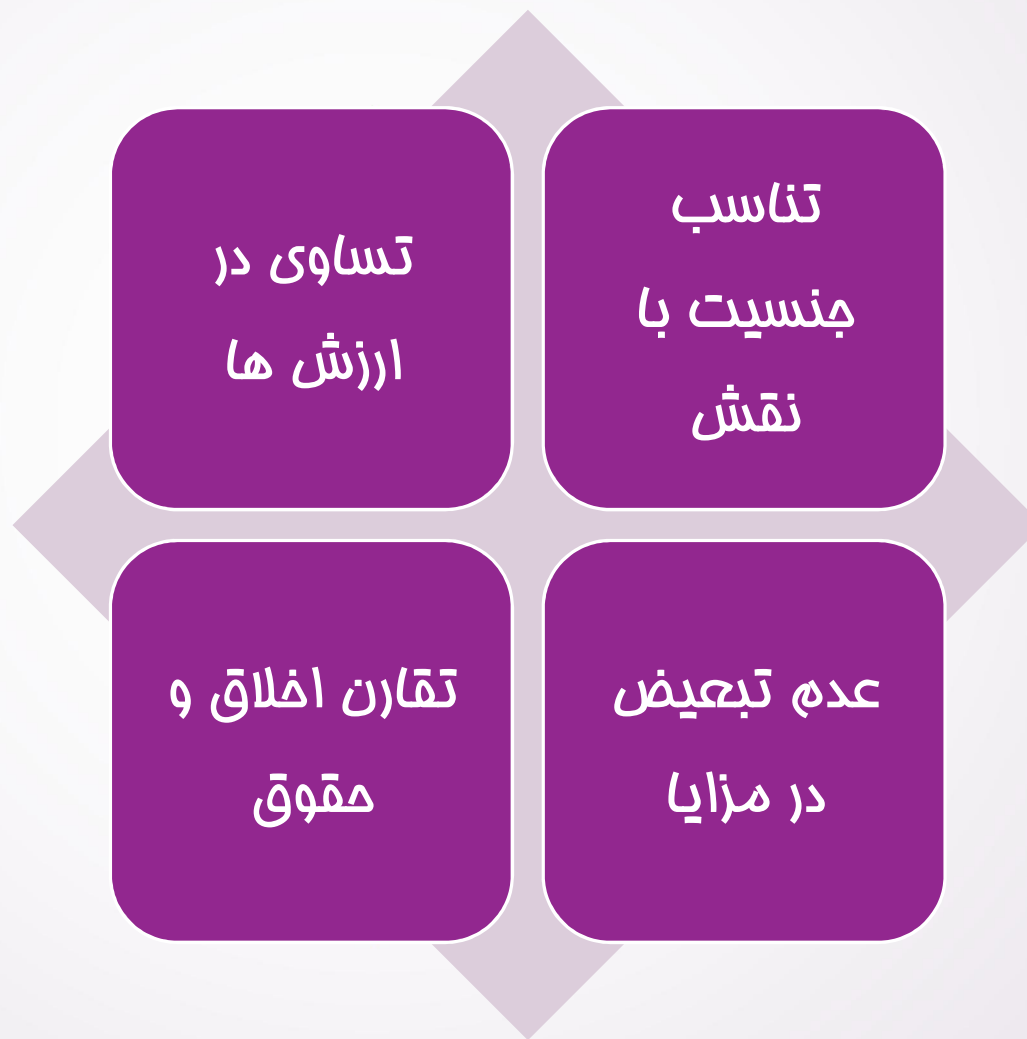 تناسب
جنسیت با
نقش
تساوی در
ارزش ها
عدم تبعیض
در مزایا
تقارن اخلاق و
حقوق